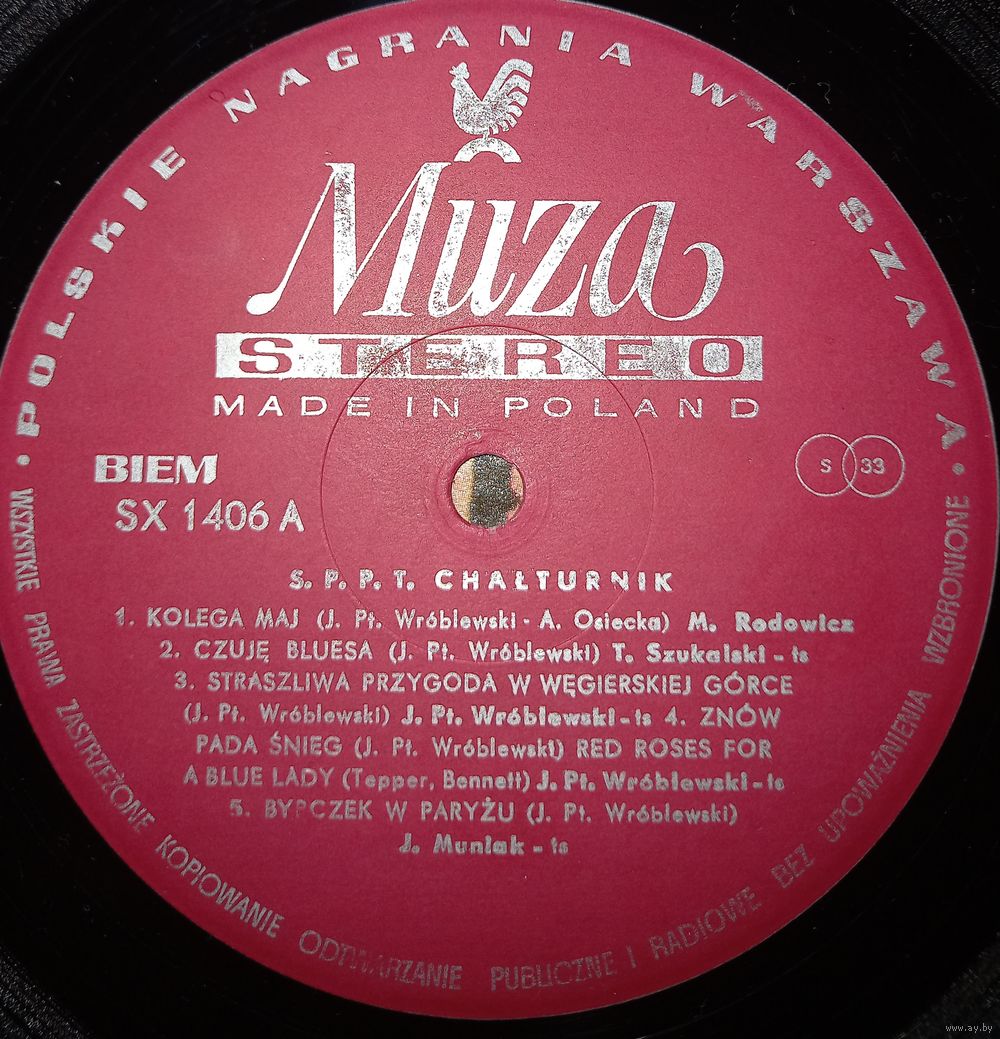 POLSKIE NAGRANIA WARSZAWA
Muza
STEREO
MADE IN POLAND
BIEM
S 33
SX 1406 A
S. P. P. T. CHAŁTURNIK
1. KOLEGA MAJ (J. Pt. Wróblewski - A. Osiecka) M. Rodowicz
2. CZUJĘ BLUESA (J. Pt. Wróblewski) T. Szukalski - ts
3. STRASZLIWA PRZYGODA W WĘGIERSKIEJ GÓRCE
(J. Pt. Wróblewski) J. Pt. Wróblewski - ts 4. ZNÓW
PADA ŚNIEG (J. Pt. Wróblewski) RED ROSES FOR
A BLUE LADY (Tepper, Bennett) J. Pt. Wróblewski - ts
5. BYPCZEK W PARYŻU (J. Pt. Wróblewski)
J. Muniak - ts
WSZYSTKIE PRAWA ZASTRZEŻONE KOPIOWANIE ODTWARZANIE PUBLICZNE I RADIOWE BEZ UPOWAŻNIENIA WZBRONIONE
www.ay.by